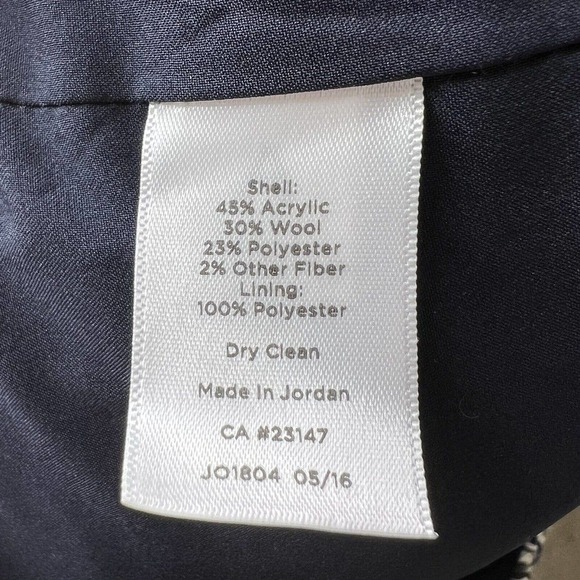 Shell:
45% Acrylic
30% Wool
23% Polyester
2% Other Fiber
Lining:
100% Polyester
Dry Clean
Made In Jordan
CA #23147
JO1804 05/16